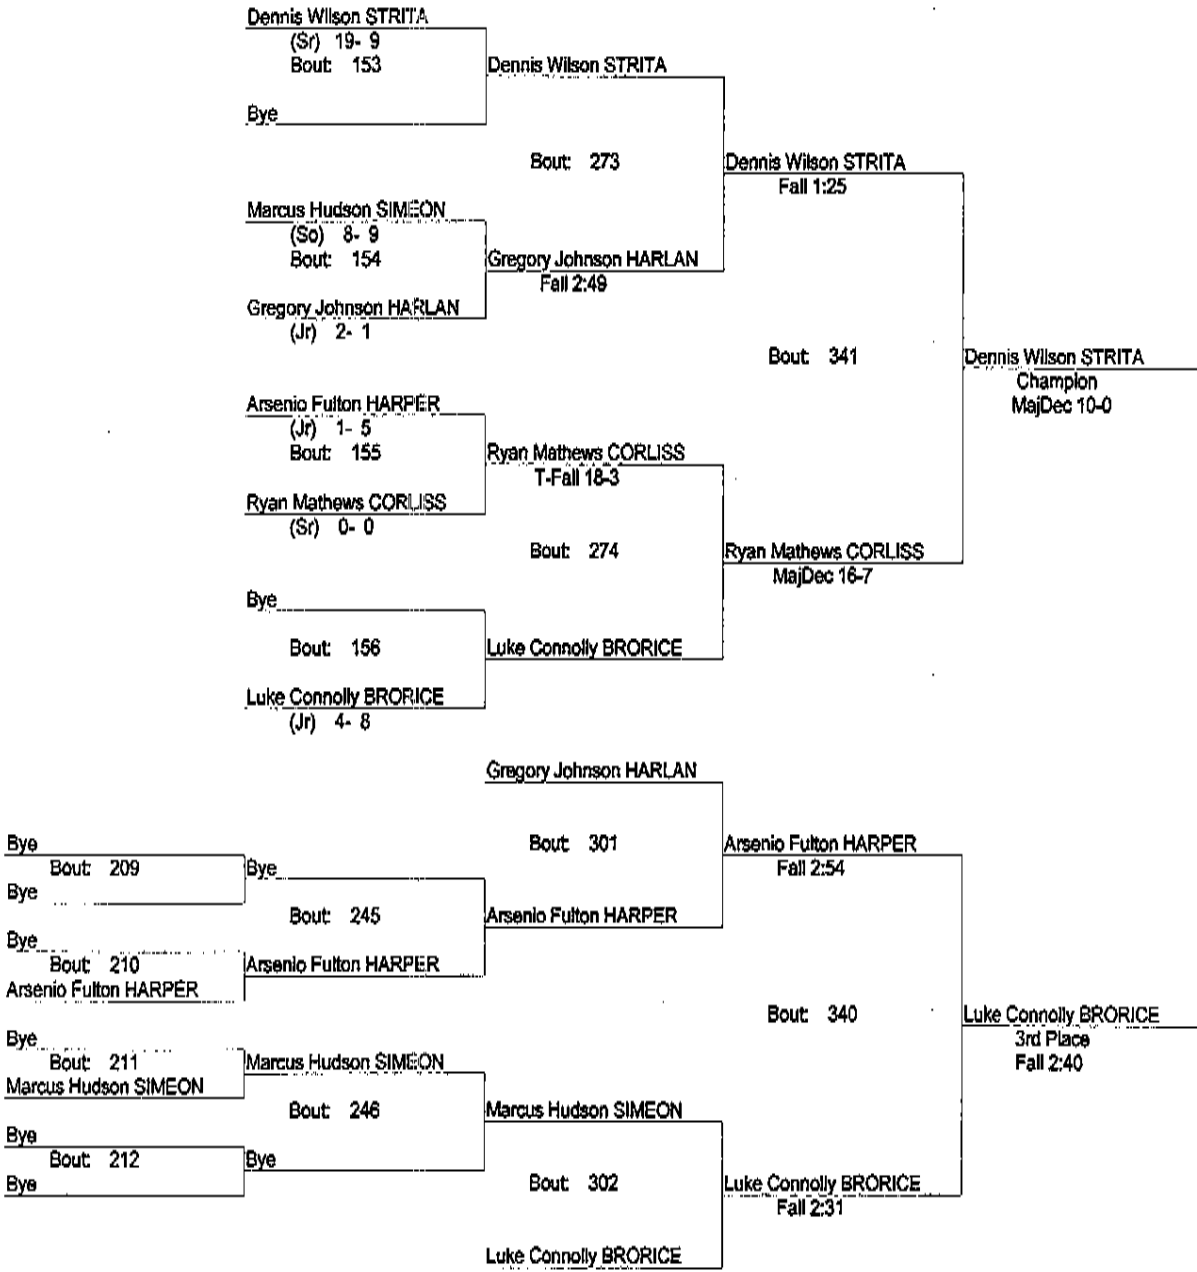 Dennis Wilson STRITA
(Sr) 19- 9
Bout: 153
Dennis Wilson STRITA
Bye
Bout: 273
Dennis Wilson STRITA
Fall 1:25
Marcus Hudson SIMEON
(So) 8- 9
Bout: 154
Gregory Johnson HARLAN
Fall 2:49
Gregory Johnson HARLAN
(Jr) 2- 1
Bout: 341
Dennis Wilson STRITA
Champion
MajDec 10-0
Arsenio Fulton HARPER
(Jr) 1- 5
Bout: 155
Ryan Mathews CORLISS
T-Fall 18-3
Ryan Mathews CORLISS
(Sr) 0- 0
Bout: 274
Ryan Mathews CORLISS
MajDec 16-7
Bye
Bout: 156
Luke Connolly BRORICE
Luke Connolly BRORICE
(Jr) 4- 8
Gregory Johnson HARLAN
Bout: 301
Arsenio Fulton HARPER
Fall 2:54
Bye
Bout: 209
Bye
Bye
Bout: 245
Arsenio Fulton HARPER
Bye
Bout: 210
Arsenio Fulton HARPER
Arsenio Fulton HARPER
Bout: 340
Luke Connolly BRORICE
3rd Place
Fall 2:40
Bye
Bout: 211
Marcus Hudson SIMEON
Marcus Hudson SIMEON
Bout: 246
Marcus Hudson SIMEON
Bye
Bout: 212
Bye
Bye
Bout: 302
Luke Connolly BRORICE
Fall 2:31
Luke Connolly BRORICE